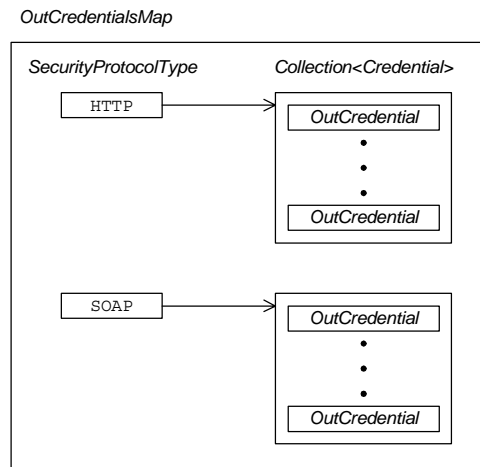 OutCredentialsMap
SecurityProtocolType Collection<Credential>
HTTP
OutCredential
OutCredential
SOAP
OutCredential
OutCredential